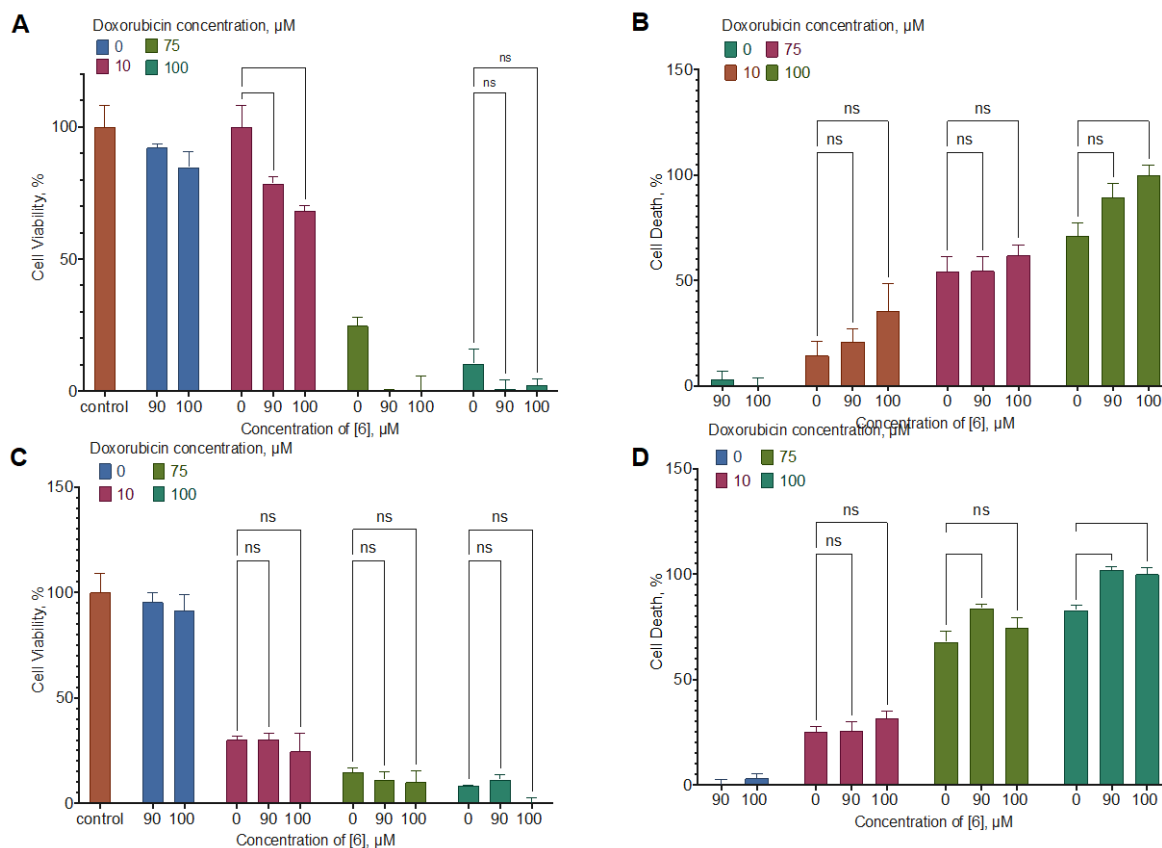 A
Doxorubicin concentration, µM
0 75
10 100
Cell Viability, %
100
50
0
ns
ns
control 90 100 0 90 100 0 90 100 0 90 100
Concentration of [6], µM
B
Doxorubicin concentration, µM
0 75
10 100
Cell Death, %
150
100
50
0
ns
ns
ns
ns
ns
90 100 0 90 100 0 90 100 0 90 100
Concentration of [6], µM
C
Doxorubicin concentration, µM
0 75
10 100
Cell Viability, %
150
100
50
0
ns
ns
ns
ns
ns
ns
control 90 100 0 90 100 0 90 100 0 90 100
Concentration of [6], µM
D
Doxorubicin concentration, µM
0 75
10 100
Cell Death, %
150
100
50
0
ns
ns
ns
ns
90 100 0 90 100 0 90 100 0 90 100
Concentration of [6], µM